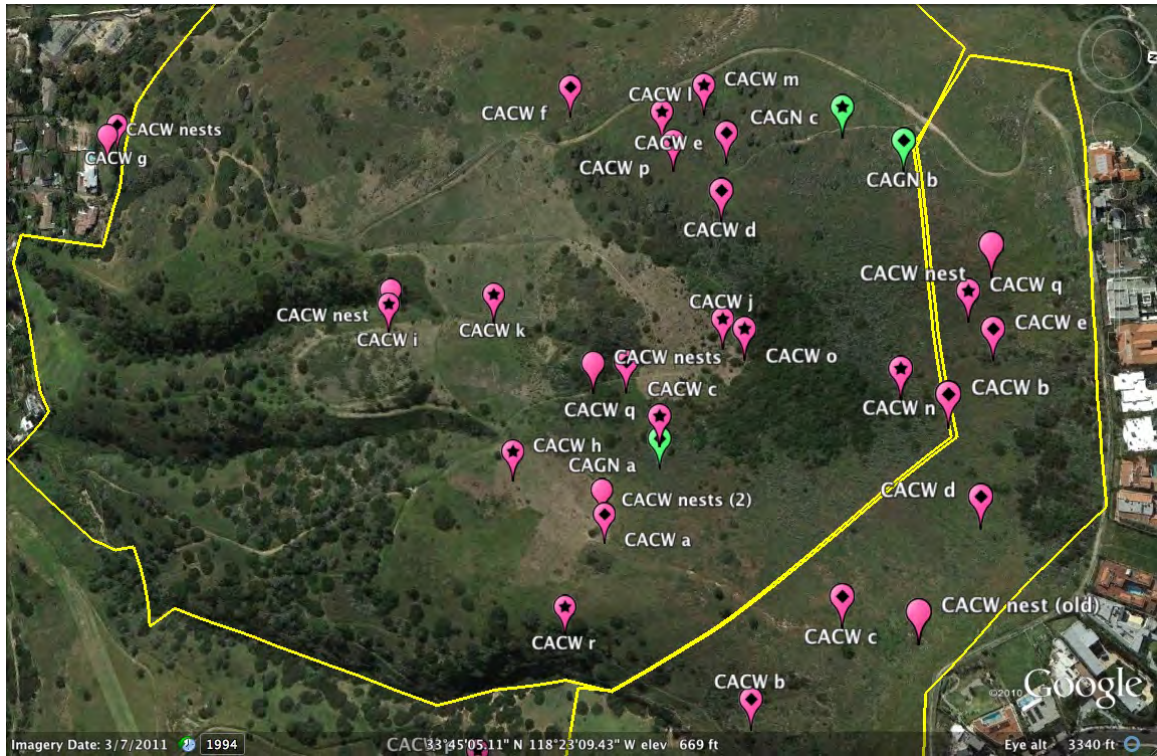 CACW m
CACW l
CACW f
CAGN c
CACW nests
CACW e
CACW g
CACW p
CAGN b
CACW d
CACW nest
CACW q
CACW nest
CACW j
CACW i
CACW k
CACW e
CACW o
CACW nests
CACW c
CACW b
CACW q
CACW n
CACW h
CAGN a
CACW d
CACW nests (2)
CACW a
CACW nest (old)
CACW r
CACW c
CACW b
©2010 Google
Imagery Date: 3/7/2011 1994 33°45'05.11" N 118°23'09.43" W elev 669 ft Eye alt 3340 ft